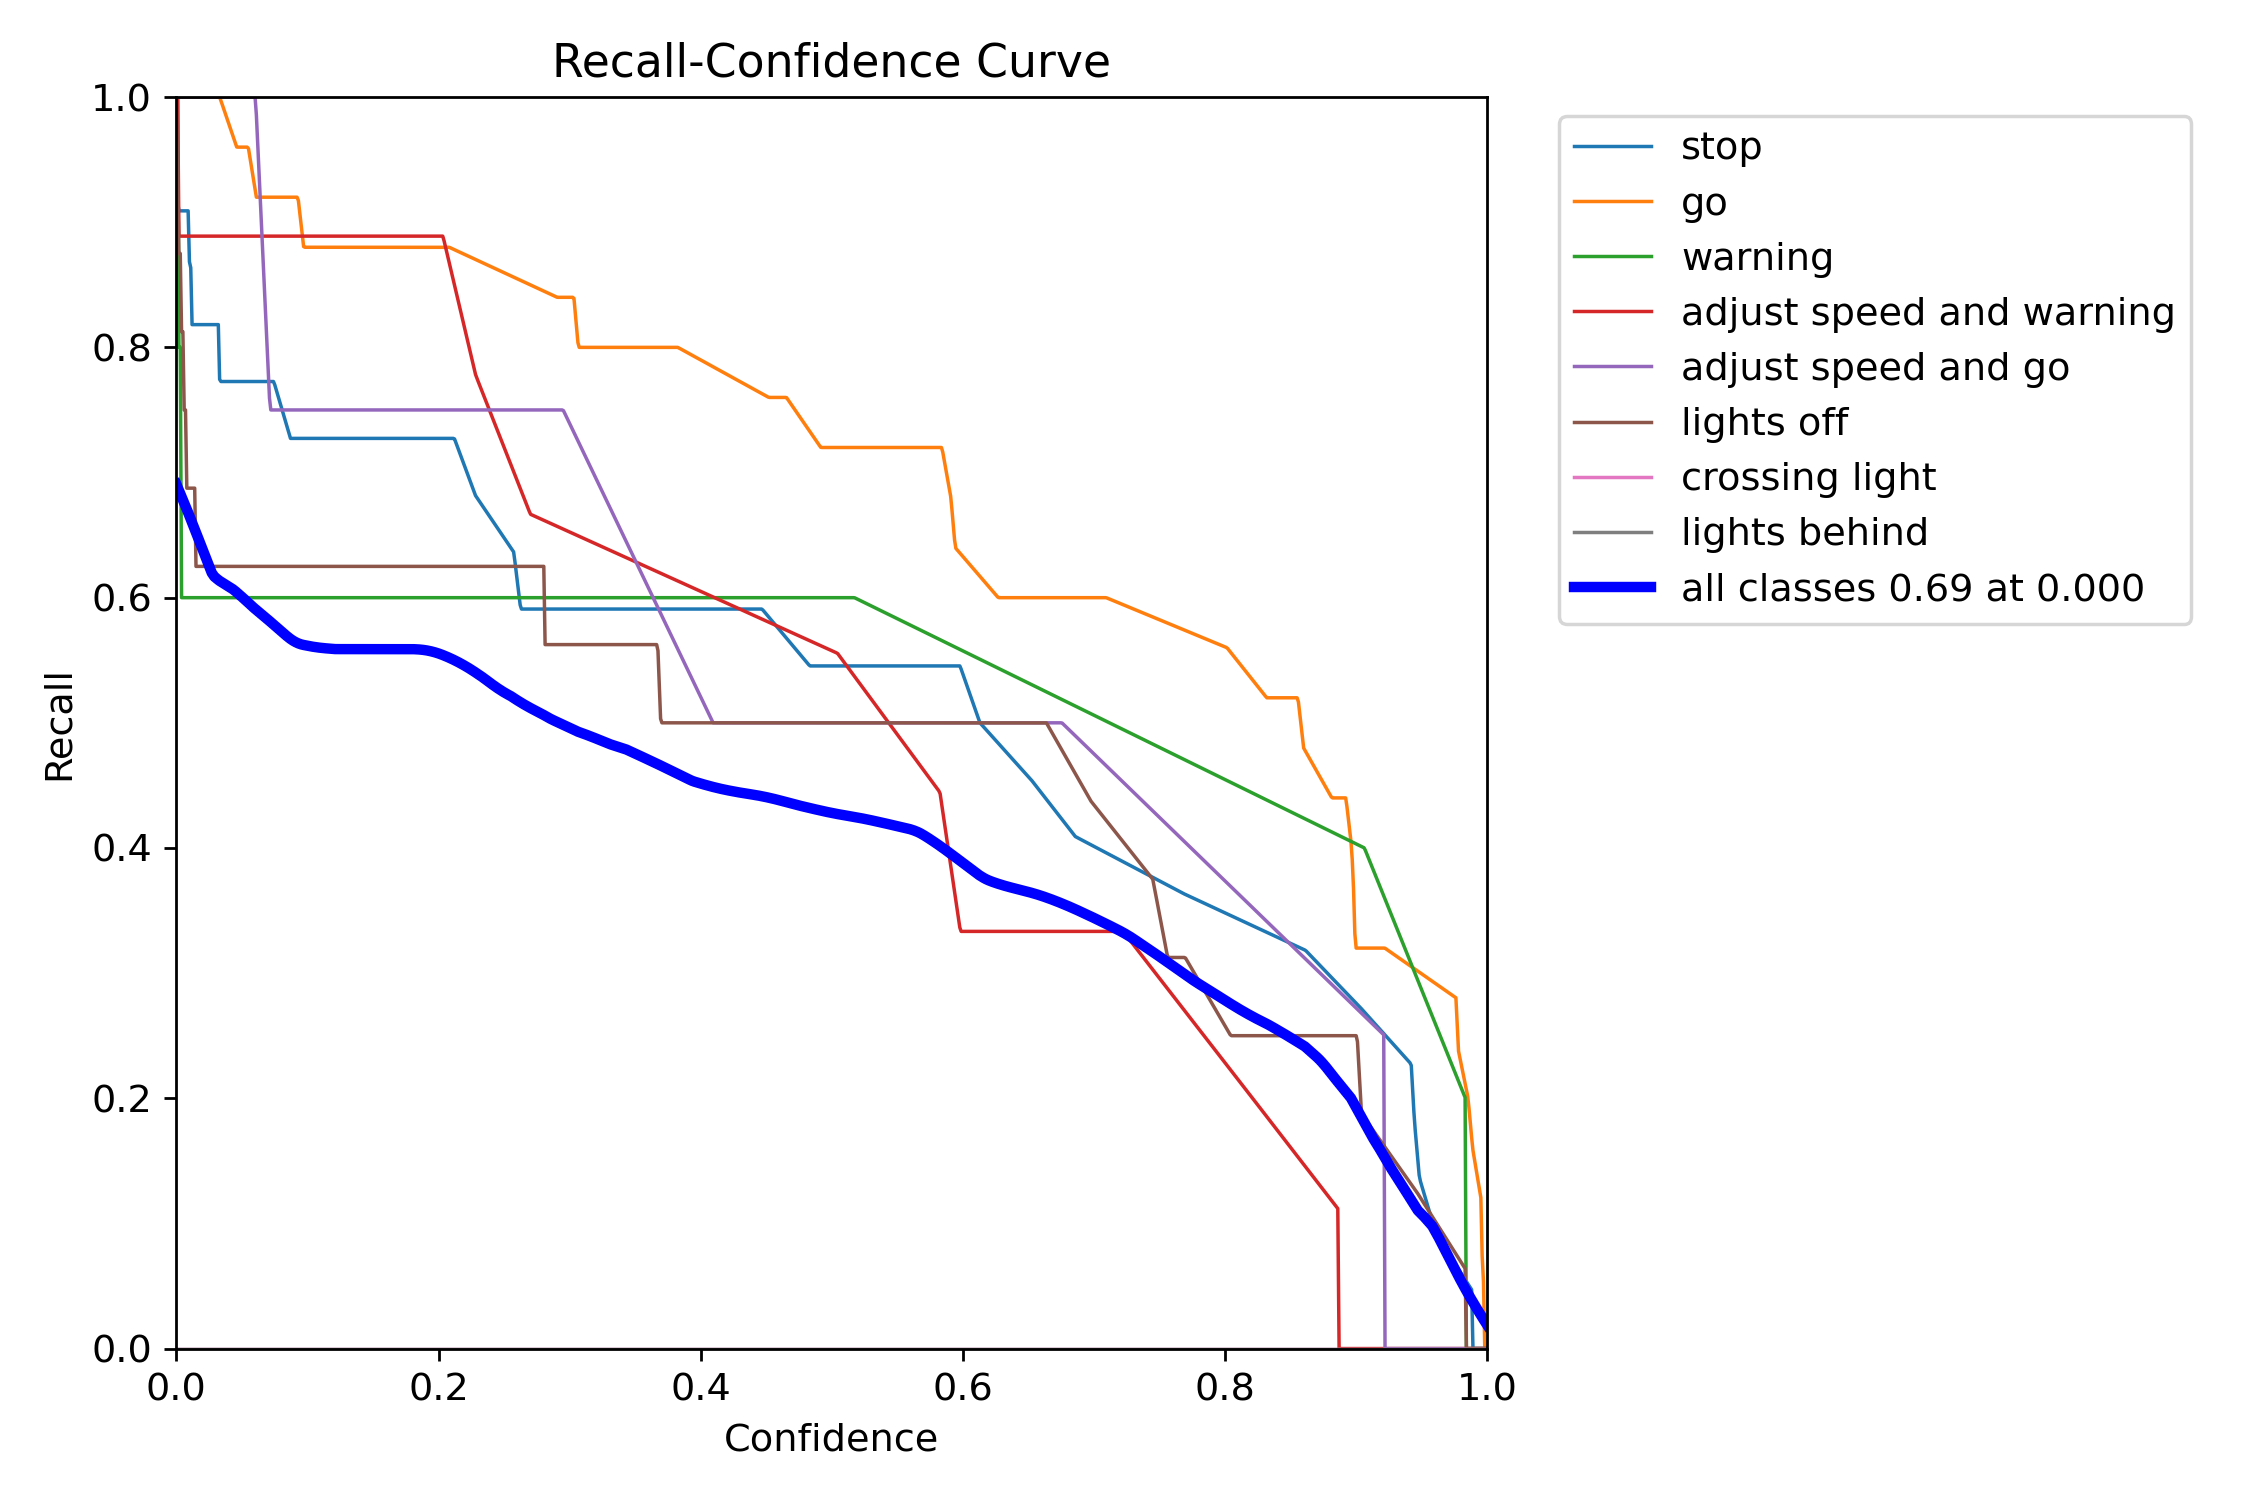 Recall-Confidence Curve
1.0
0.8
0.6
0.4
0.2
0.0
Recall
0.0 0.2 0.4 0.6 0.8 1.0
Confidence
stop
go
warning
adjust speed and warning
adjust speed and go
lights off
crossing light
lights behind
all classes 0.69 at 0.000